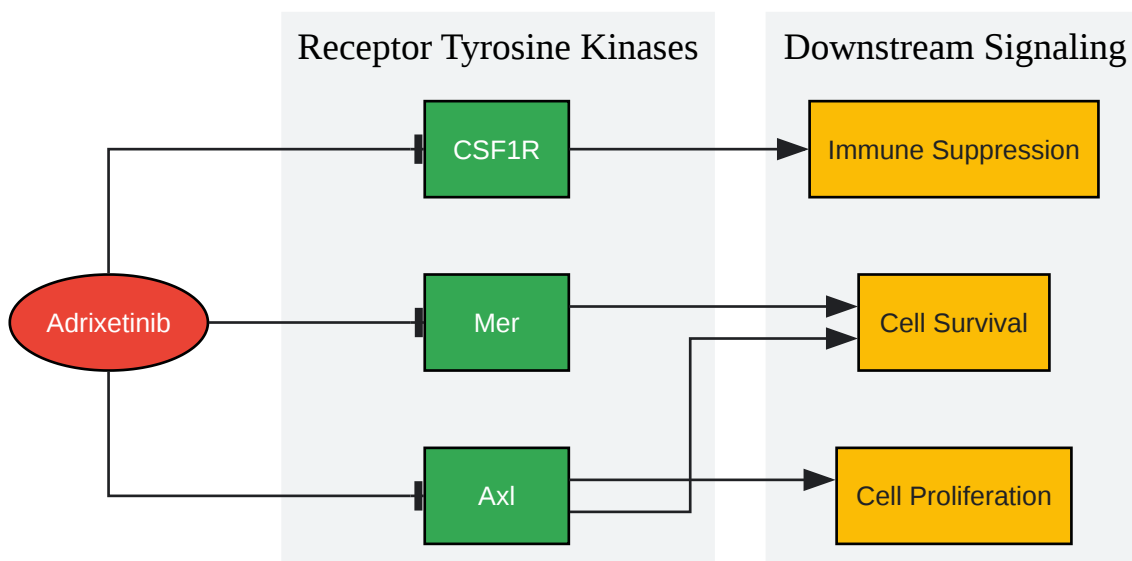 Receptor Tyrosine Kinases
Downstream Signaling
CSF1R
Immune Suppression
Adrixetinib
Mer
Cell Survival
Axl
Cell Proliferation